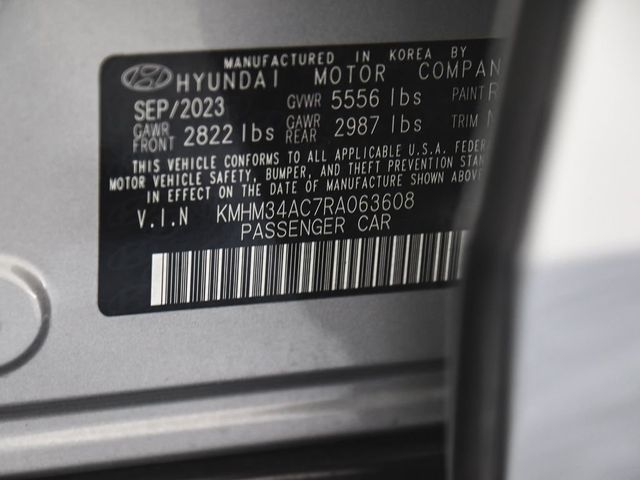 MANUFACTURED IN KOREA BY
HYUNDAI MOTOR COMPAN
SEP/2023 GVWR 5556 lbs PAINT
GAWR FRONT 2822 lbs GAWR REAR 2987 lbs TRIM
THIS VEHICLE CONFORMS TO ALL APPLICABLE U.S.A. FEDER
MOTOR VEHICLE SAFETY, BUMPER, AND THEFT PREVENTION STAN
IN EFFECT ON THE DATE OF MANUFACTURE SHOWN ABOVE
V.I.N KMHM34AC7RA063608
PASSENGER CAR